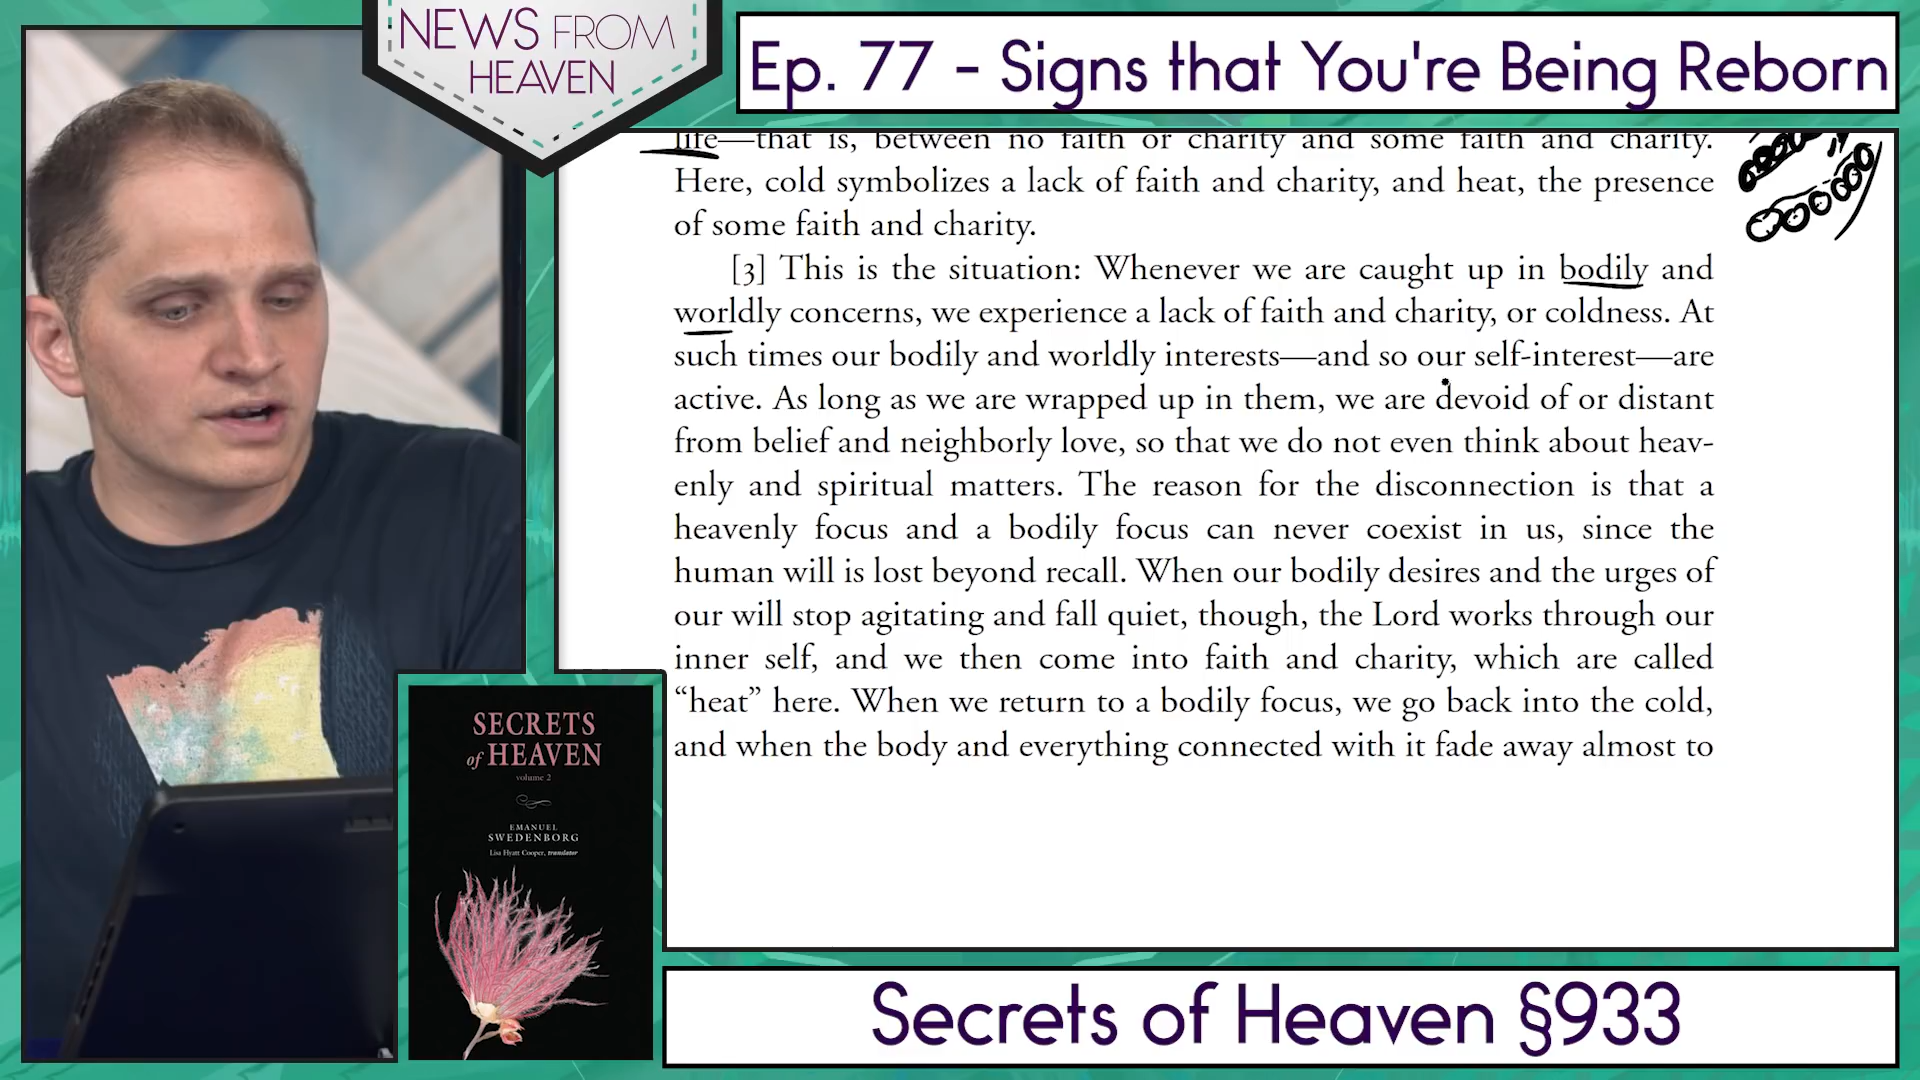 NEWS FROM
HEAVEN
Ep. 77 - Signs that You're Being Reborn
life—that is, between no faith or charity and some faith and charity.
Here, cold symbolizes a lack of faith and charity, and heat, the presence
of some faith and charity.
[3] This is the situation: Whenever we are caught up in bodily and
worldly concerns, we experience a lack of faith and charity, or coldness. At
such times our bodily and worldly interests—and so our self-interest—are
active. As long as we are wrapped up in them, we are devoid of or distant
from belief and neighborly love, so that we do not even think about heav-
enly and spiritual matters. The reason for the disconnection is that a
heavenly focus and a bodily focus can never coexist in us, since the
human will is lost beyond recall. When our bodily desires and the urges of
our will stop agitating and fall quiet, though, the Lord works through our
inner self, and we then come into faith and charity, which are called
“heat” here. When we return to a bodily focus, we go back into the cold,
and when the body and everything connected with it fade away almost to
SECRETS
of HEAVEN
volume 2
EMANUEL
SWEDENBORG
Lisa Hyatt Cooper, translator
Secrets of Heaven §933